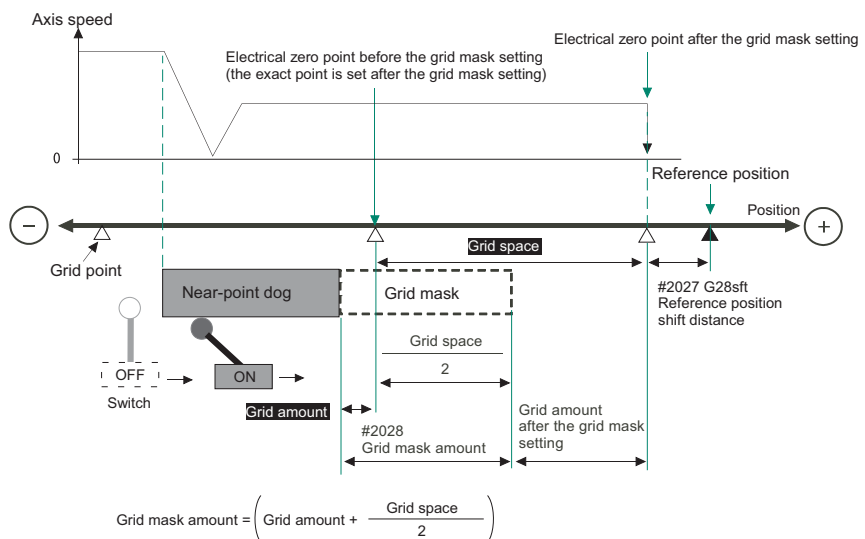 Axis speed
Electrical zero point before the grid mask setting
(the exact point is set after the grid mask setting)
Electrical zero point after the grid mask setting
0
Reference position
Position
−
+
Grid point
Grid space
Near-point dog
Grid mask
#2027 G28sft
Reference position
shift distance
Grid space
2
OFF
ON
Switch
Grid amount
#2028
Grid mask amount
Grid amount
after the grid mask
setting
Grid mask amount = ( Grid amount + Grid space
2 )